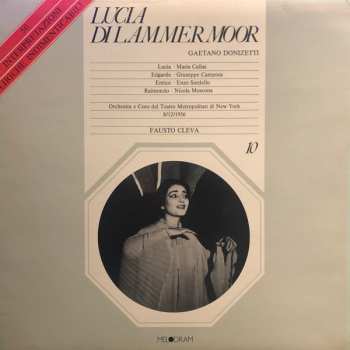 LUCIA
DI LAMMERMOOR
GAETANO DONIZETTI
Lucia: Maria Callas
Edgardo: Giuseppe Campora
Enrico: Enzo Sordello
Raimondo: Nicola Moscona
Orchestra e Coro del Teatro Metropolitan di New York
8/12/1956
FAUSTO CLEVA
10
MELODRAM